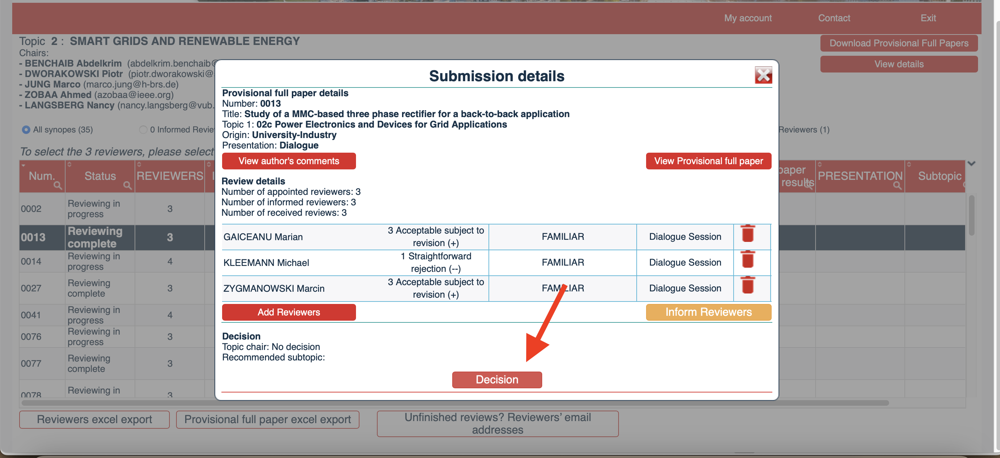 My account
Contact
Exit
Topic 2 : SMART GRIDS AND RENEWABLE ENERGY
Chairs:
- BENCHAIB Abdelkrim (abdelkrim.benchaib@
- DWORAKOWSKI Piotr (piotr.dworakowski@
- JUNG Marco (marco.jung@h-brs.de)
- ZOBAA Ahmed (azobaa@ieee.org)
- LANGSBERG Nancy (nancy.langsberg@vub.
Download Provisional Full Papers
View details
All synopes (35)
0 Informed Revie
Reviewers (1)
To select the 3 reviewers, please select
Num.
Status
REVIEWERS
paper
results
PRESENTATION
Subtopic
0002
Reviewing in
progress
3
0013
Reviewing
complete
3
0014
Reviewing in
progress
4
0027
Reviewing
complete
3
0041
Reviewing in
progress
4
0076
Reviewing in
progress
3
0077
Reviewing
complete
3
0078
Reviewing in
3
Submission details
Provisional full paper details
Number: 0013
Title: Study of a MMC-based three phase rectifier for a back-to-back application
Topic 1: 02c Power Electronics and Devices for Grid Applications
Origin: University-Industry
Presentation: Dialogue
View author's comments
View Provisional full paper
Review details
Number of appointed reviewers: 3
Number of informed reviewers: 3
Number of received reviews: 3
GAICEANU Marian
3 Acceptable subject to
revision (+)
FAMILIAR
Dialogue Session
KLEEMANN Michael
1 Straightforward
rejection (--)
FAMILIAR
Dialogue Session
ZYGMANOWSKI Marcin
3 Acceptable subject to
revision (+)
FAMILIAR
Dialogue Session
Add Reviewers
Inform Reviewers
Decision
Topic chair: No decision
Recommended subtopic:
Decision
Reviewers excel export
Provisional full paper excel export
Unfinished reviews? Reviewers’ email
addresses